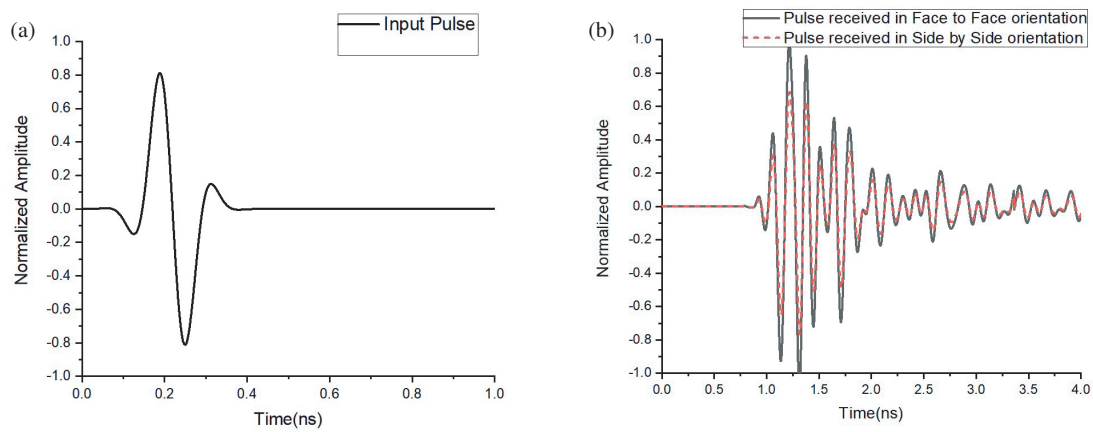 (a)
Input Pulse
Normalized Amplitude
1.0
0.8
0.6
0.4
0.2
0.0
-0.2
-0.4
-0.6
-0.8
-1.0
0.0 0.2 0.4 0.6 0.8 1.0
Time(ns)
(b)
Pulse received in Face to Face orientation
Pulse received in Side by Side orientation
Normalized Amplitude
1.0
0.8
0.6
0.4
0.2
0.0
-0.2
-0.4
-0.6
-0.8
-1.0
0.0 0.5 1.0 1.5 2.0 2.5 3.0 3.5 4.0
Time(ns)